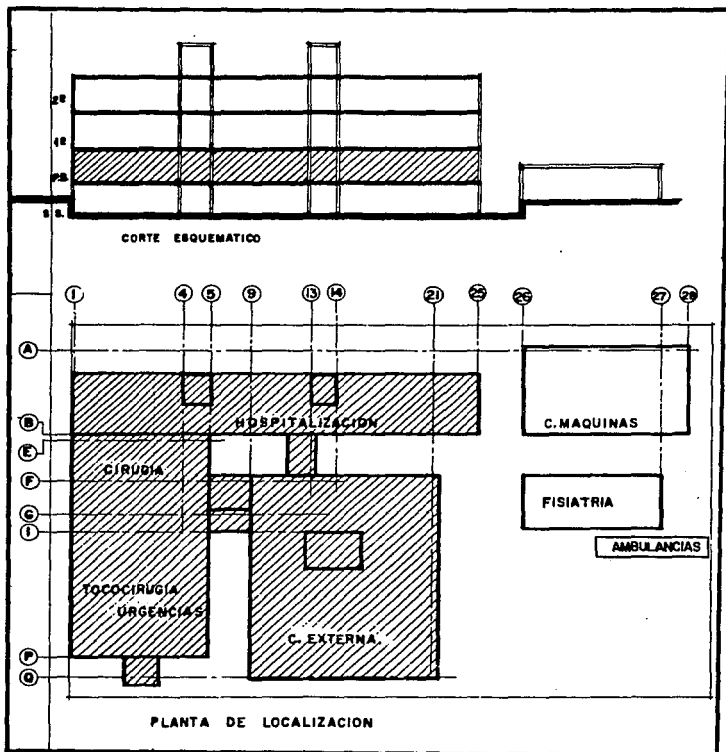 2º
1º
P.B.
S.S.
CORTE ESQUEMATICO
1 4 5 9 13 14 21 25 26 27 28
A
B
E
F
G
I
P
Q
HOSPITALIZACION
C. MAQUINAS
CIRUGIA
FISIATRIA
AMBULANCIAS
TOCOCIRUGIA
URGENCIAS
C. EXTERNA.
PLANTA DE LOCALIZACION